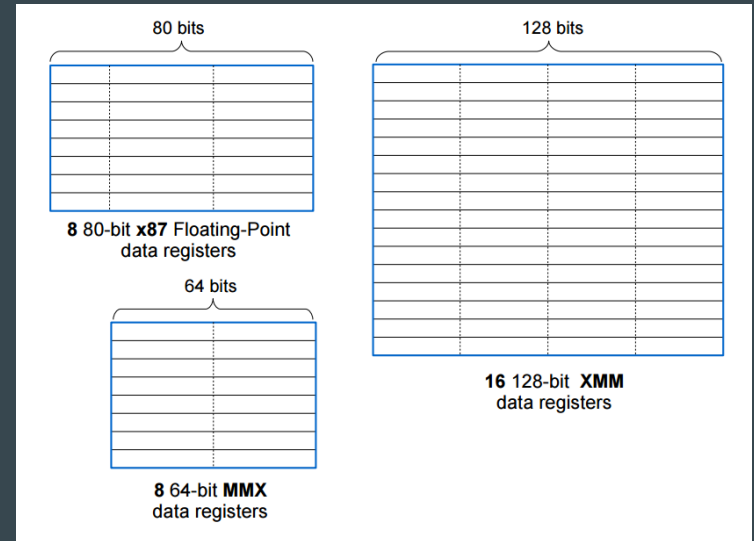 80 bits
8 80-bit x87 Floating-Point
data registers
64 bits
8 64-bit MMX
data registers
128 bits
16 128-bit XMM
data registers